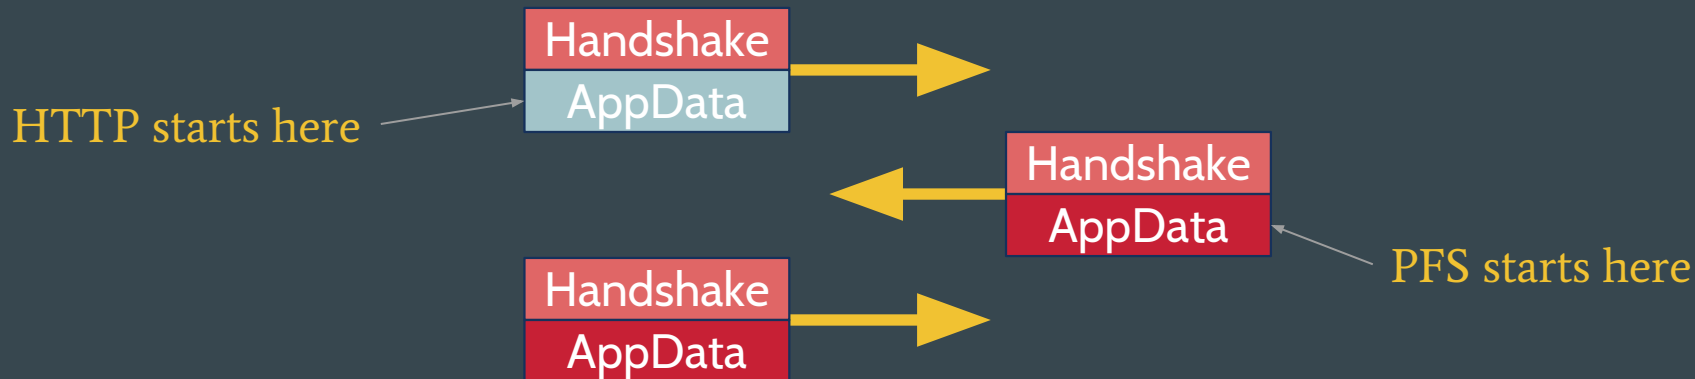 Handshake
AppData
HTTP starts here
Handshake
AppData
PFS starts here
Handshake
AppData